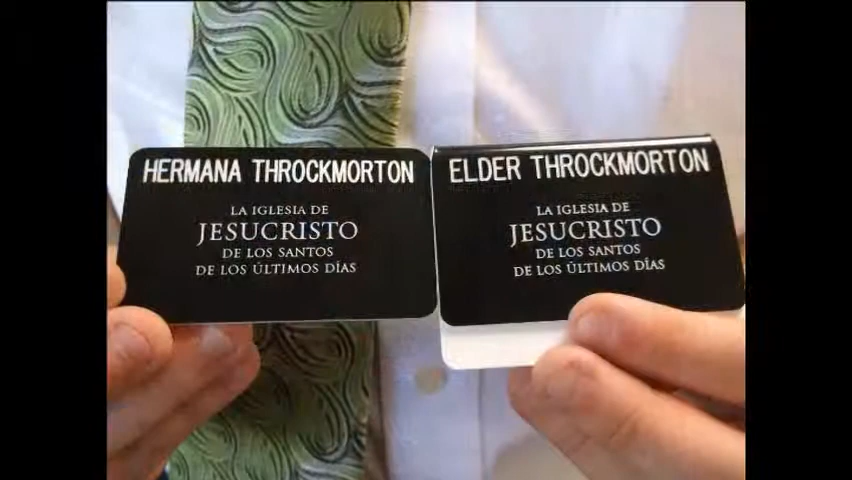 HERMANA THROCKMORTON
LA IGLESIA DE
JESUCRISTO
DE LOS SANTOS
DE LOS ÚLTIMOS DÍAS
ELDER THROCKMORTON
LA IGLESIA DE
JESUCRISTO
DE LOS SANTOS
DE LOS ÚLTIMOS DÍAS